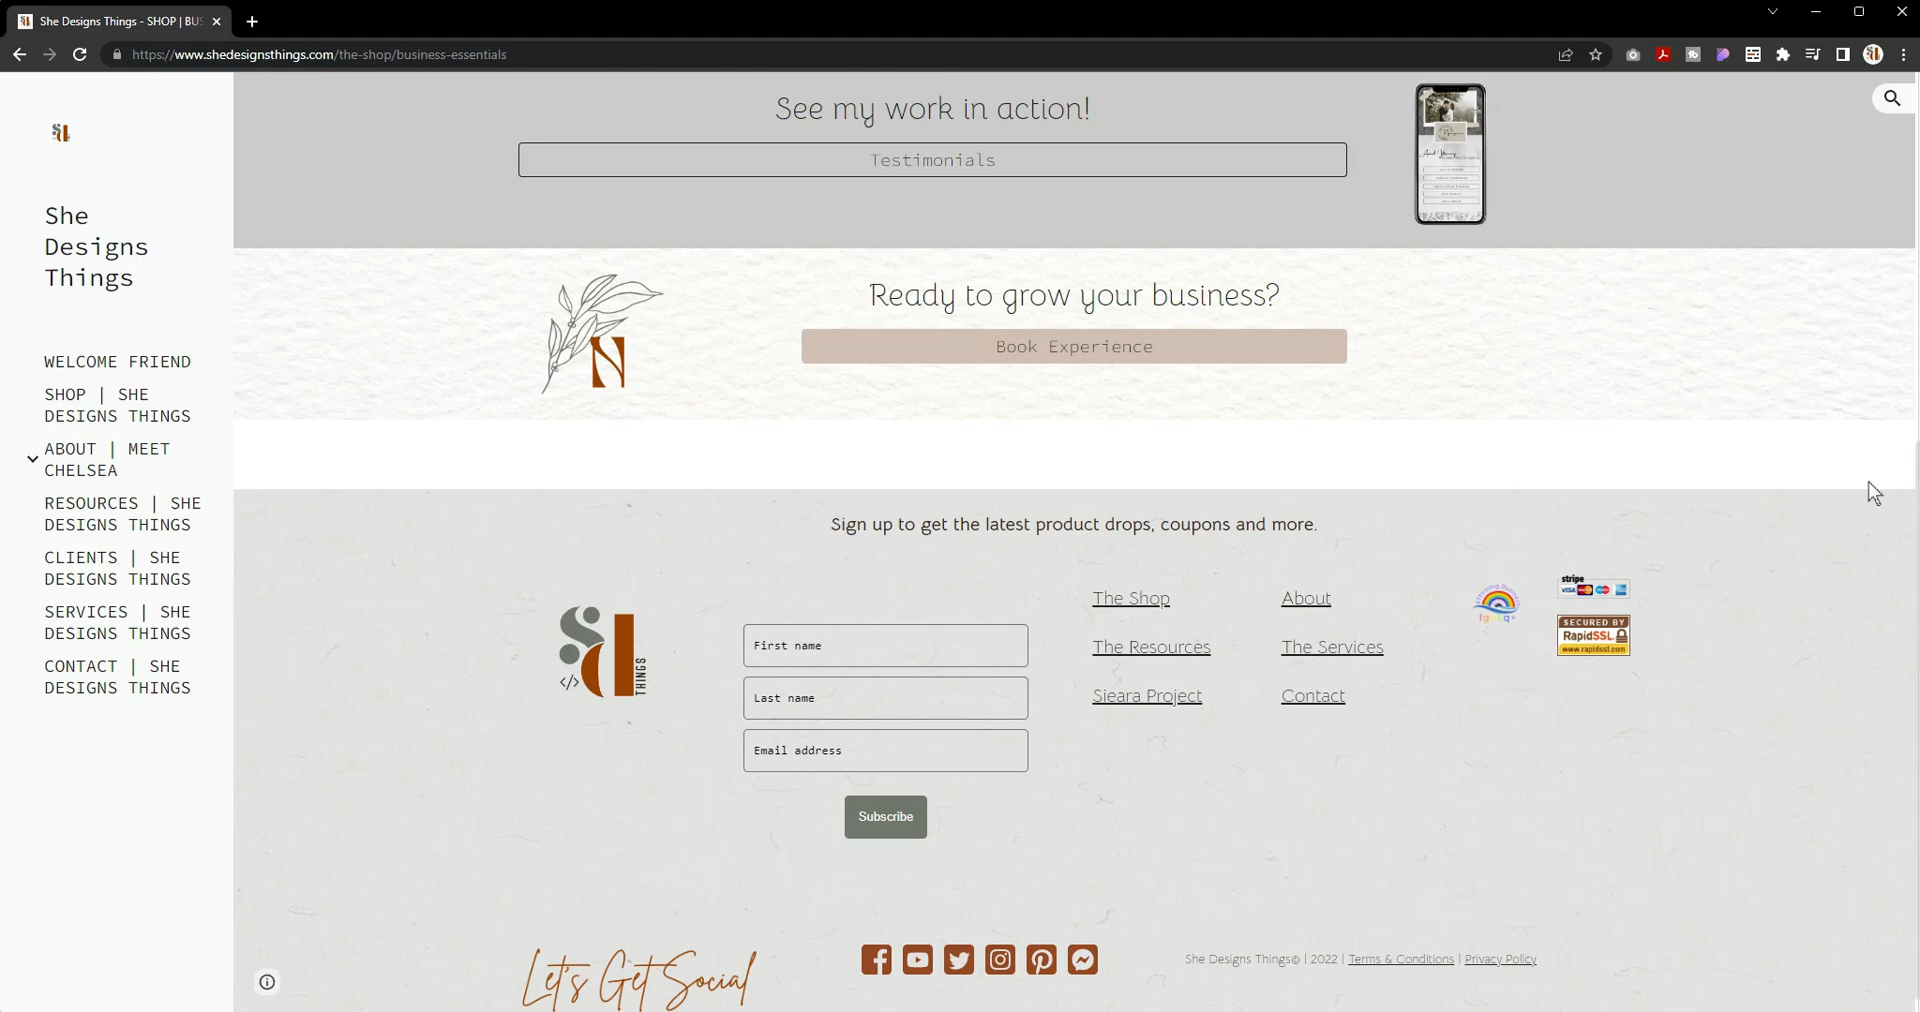 She Designs Things - SHOP | BUS
https://www.shedesignsthings.com/the-shop/business-essentials
She
Designs
Things
WELCOME FRIEND
SHOP | SHE
DESIGNS THINGS
ABOUT | MEET
CHELSEA
RESOURCES | SHE
DESIGNS THINGS
CLIENTS | SHE
DESIGNS THINGS
SERVICES | SHE
DESIGNS THINGS
CONTACT | SHE
DESIGNS THINGS
See my work in action!
Testimonials
Ready to grow your business?
N
Book Experience
Sign up to get the latest product drops, coupons and more.
sd
</>
THINGS
First name
Last name
Email address
Subscribe
The Shop
The Resources
Sieara Project
About
The Services
Contact
lgbtq+
stripe
VISA
SECURED BY
RapidSSL
www.rapidssl.com
Let's Get Social
She Designs Things© | 2022 | Terms & Conditions | Privacy Policy